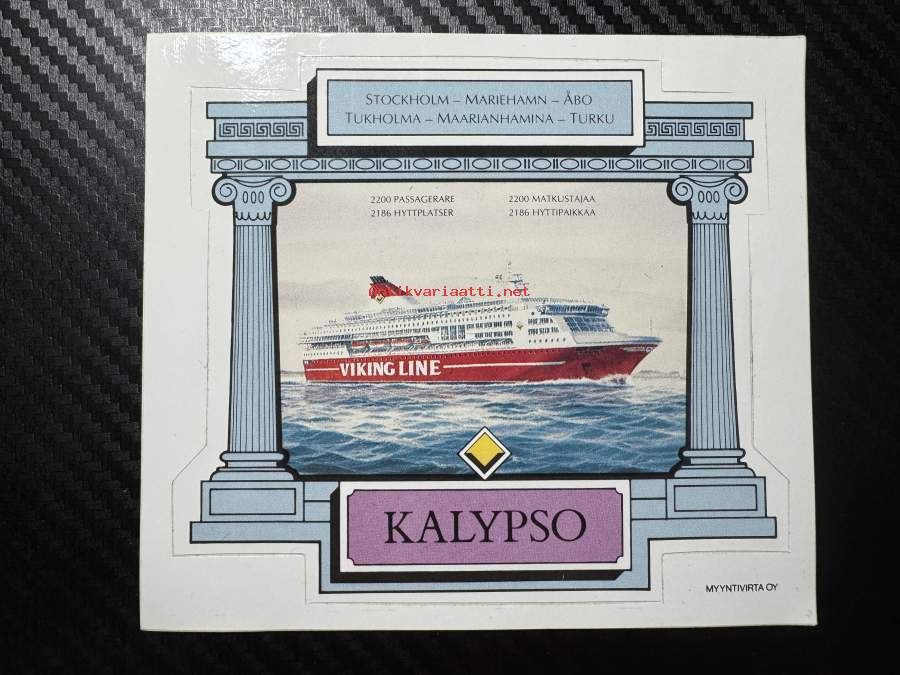 STOCKHOLM – MARIEHAMN – ÅBO
TUKHOLMA – MAARIANHAMINA – TURKU
2200 PASSAGERARE
2186 HYTTPLATSER
2200 MATKUSTAJAA
2186 HYTTIPAIKKAA
antikvariaatti.net
VIKING LINE
KALYPSO
MYYNTIVIRTA OY